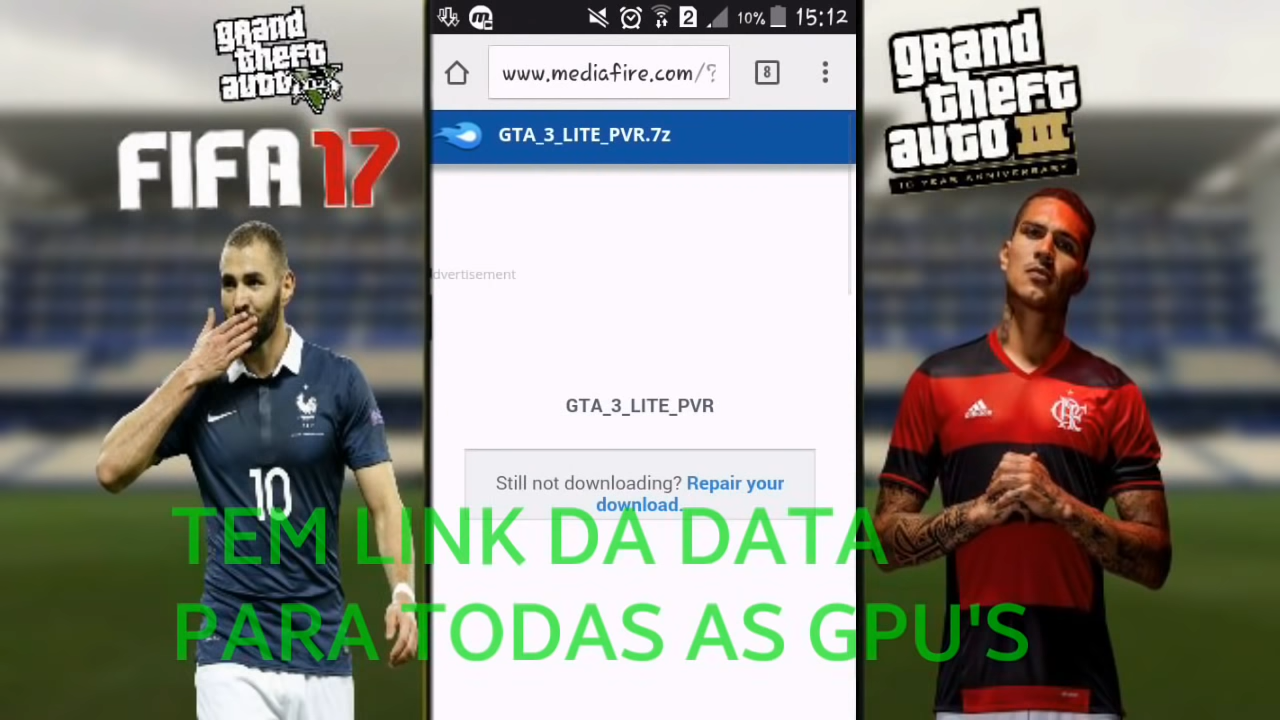 grand
theft
auto V
FIFA 17
10
10%
15:12
www.mediafire.com/?
8
GTA_3_LITE_PVR.7z
dvertisement
GTA_3_LITE_PVR
Still not downloading? Repair your
download.
TEM LINK DA DATA
PARA TODAS AS GPU'S
grand
theft
auto III
10 YEAR ANNIVERSARY
adidas
2